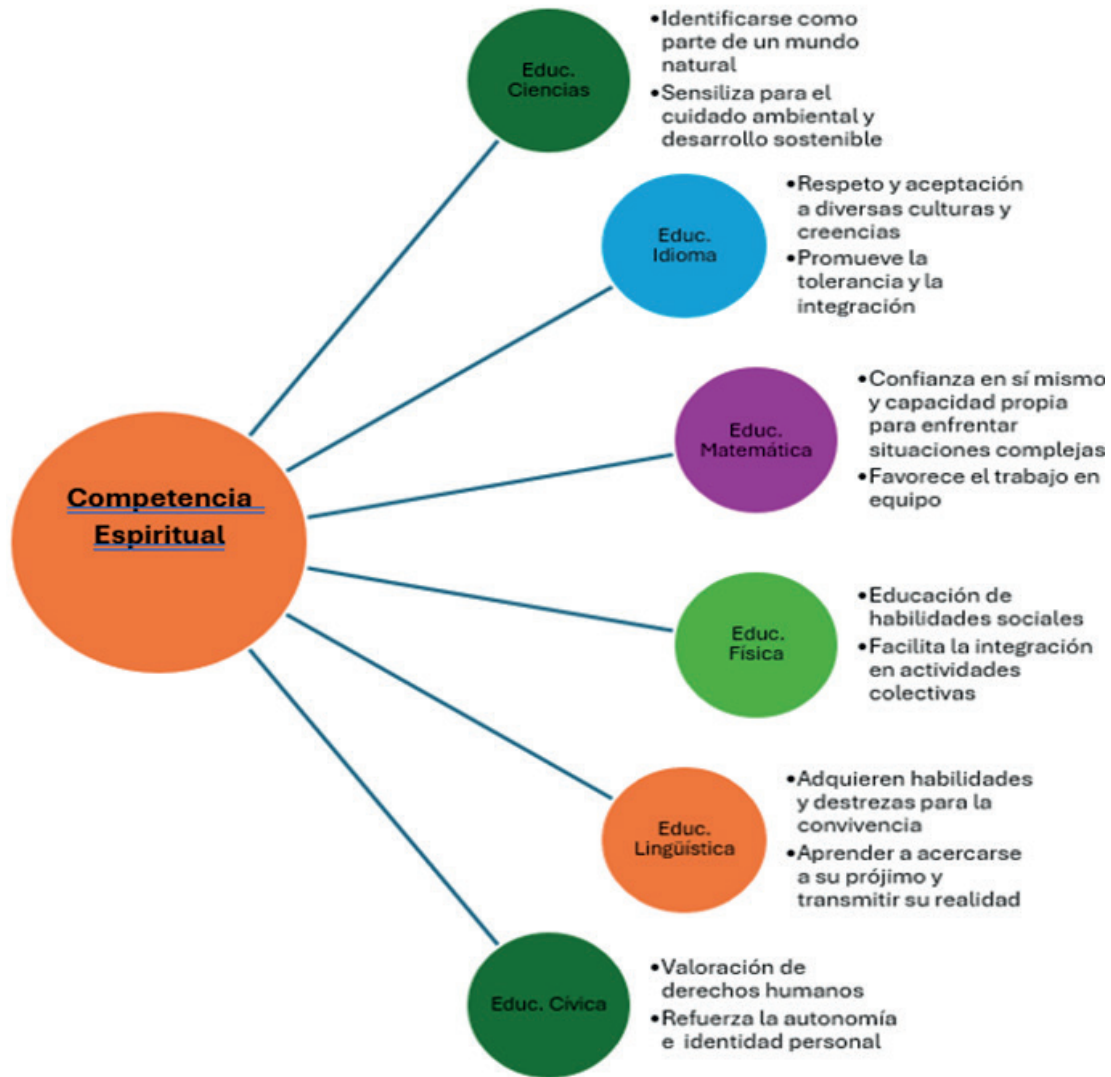 Competencia
Espiritual
Educ.
Ciencias
•Identificarse como
parte de un mundo
natural
•Sensiliza para el
cuidado ambiental y
desarrollo sostenible
Educ.
Idioma
•Respeto y aceptación
a diversas culturas y
creencias
•Promueve la
tolerancia y la
integración
Educ.
Matemática
•Confianza en sí mismo
y capacidad propia
para enfrentar
situaciones complejas
•Favorece el trabajo en
equipo
Educ.
Física
•Educación de
habilidades sociales
•Facilita la integración
en actividades
colectivas
Educ.
Lingüística
•Adquieren habilidades
y destrezas para la
convivencia
•Aprender a acercarse
a su prójimo y
transmitir su realidad
Educ. Cívica
•Valoración de
derechos humanos
•Refuerza la autonomía
e identidad personal